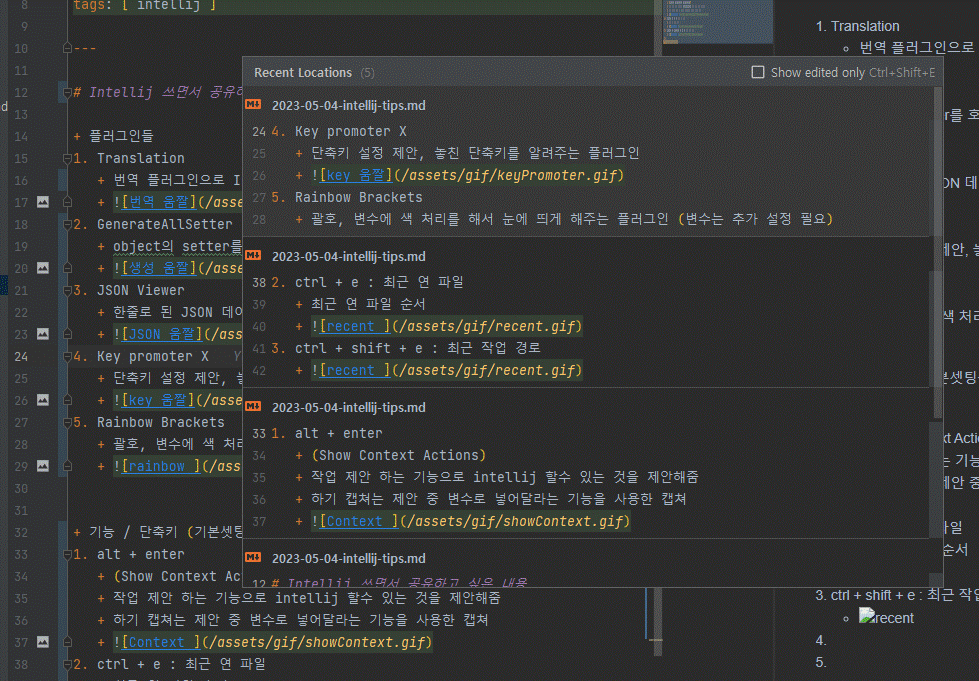 8 tags: [ intellij ]
9
10 ---
11
12 # Intellij 쓰면서 공유하
13
14 + 플러그인들
15 1. Translation
16 + 번역 플러그인으로 I
17 + ![번역 움짤](/asse
18 2. GenerateAllSetter
19 + object의 setter를
20 + ![생성 움짤](/asse
21 3. JSON Viewer
22 + 한줄로 된 JSON 데이
23 + ![JSON 움짤](/ass
24 4. Key promoter X Y
25 + 단축키 설정 제안, 놓
26 + ![key 움짤](/asse
27 5. Rainbow Brackets
28 + 괄호, 변수에 색 처리
29 + ![rainbow ](/ass
30
31
32 + 기능 / 단축키 (기본셋팅
33 1. alt + enter
34 + (Show Context Ac
35 + 작업 제안 하는 기능으로 intellij 할수 있는 것을 제안해줌
36 + 하기 캡쳐는 제안 중 변수로 넣어달라는 기능을 사용한 캡쳐
37 + ![Context ](/assets/gif/showContext.gif)
38 2. ctrl + e : 최근 연 파일
Recent Locations (5)
Show edited only Ctrl+Shift+E
2023-05-04-intellij-tips.md
24 4. Key promoter X
25 + 단축키 설정 제안, 놓친 단축키를 알려주는 플러그인
26 + ![key 움짤](/assets/gif/keyPromoter.gif)
27 5. Rainbow Brackets
28 + 괄호, 변수에 색 처리를 해서 눈에 띄게 해주는 플러그인 (변수는 추가 설정 필요)
2023-05-04-intellij-tips.md
38 2. ctrl + e : 최근 연 파일
39 + 최근 연 파일 순서
40 + ![recent ](/assets/gif/recent.gif)
41 3. ctrl + shift + e : 최근 작업 경로
42 + ![recent ](/assets/gif/recent.gif)
2023-05-04-intellij-tips.md
33 1. alt + enter
34 + (Show Context Actions)
35 + 작업 제안 하는 기능으로 intellij 할수 있는 것을 제안해줌
36 + 하기 캡쳐는 제안 중 변수로 넣어달라는 기능을 사용한 캡쳐
37 + ![Context ](/assets/gif/showContext.gif)
2023-05-04-intellij-tips.md
12 # Intellij 쓰면서 공유하고 싶은 내용
1. Translation
번역 플러그인으로
r를 호
ON 데
제안, 놓
색 처리
본셋팅
xt Actio
는 기능
제안 중
파일
순서
3. ctrl + shift + e : 최근 작업
recent
4.
5.